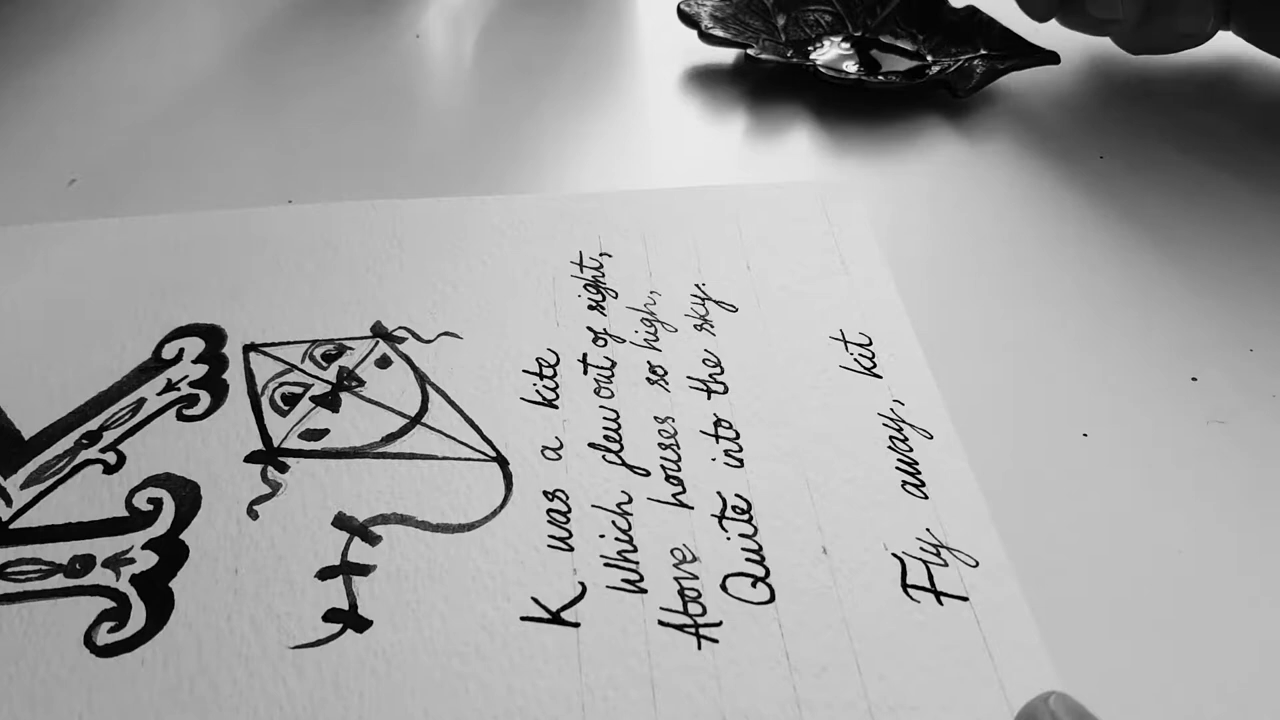 K
K was a kite
Which flew out of sight,
Above houses so high,
Quite into the sky.
Fly away, kit